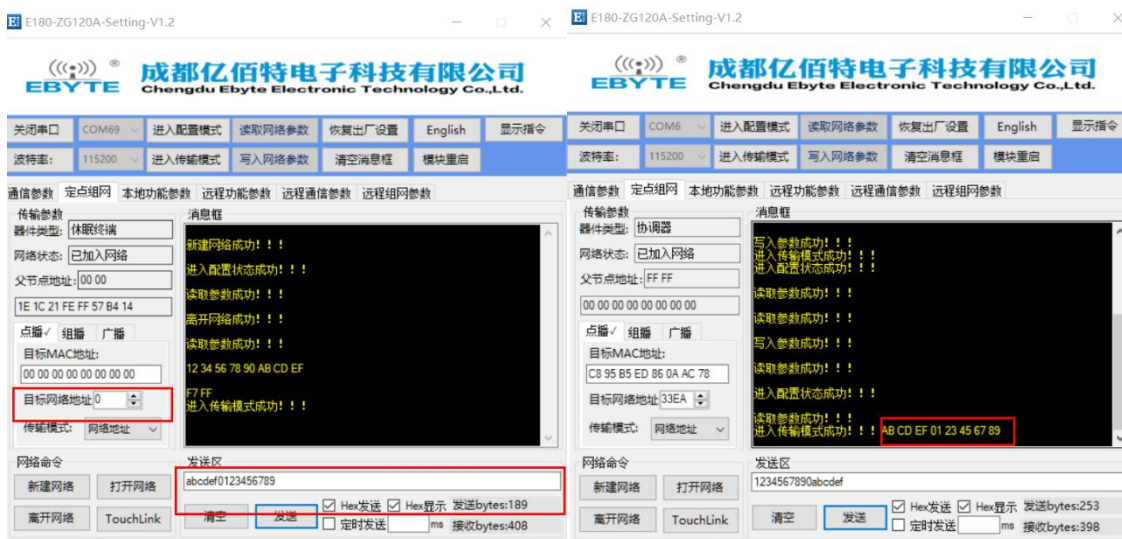 E180-ZG120A-Setting-V1.2
EBYTE
®
成都亿佰特电子科技有限公司
Chengdu Ebyte Electronic Technology Co.,Ltd.
关闭串口 COM69 进入配置模式 读取网络参数 恢复出厂设置 English 显示指令
波特率: 115200 进入传输模式 写入网络参数 清空消息框 模块重启
通信参数 定点组网 本地功能参数 远程功能参数 远程通信参数 远程组网参数
传输参数
器件类型: 休眠终端
网络状态: 已加入网络
父节点地址: 00 00
1E 1C 21 FE FF 57 B4 14
点播√ 组播 广播
目标MAC地址:
00 00 00 00 00 00 00 00
目标网络地址 0
传输模式: 网络地址
消息框
新建网络成功!!!
进入配置状态成功!!!
读取参数成功!!!
离开网络成功!!!
读取参数成功!!!
12 34 56 78 90 AB CD EF
F7 FF
进入传输模式成功!!!
网络命令
新建网络 打开网络
离开网络 TouchLink
发送区
abcdef0123456789
清空 发送 Hex发送 Hex显示 发送bytes:189
定时发送 ms 接收bytes:408
E180-ZG120A-Setting-V1.2
EBYTE
®
成都亿佰特电子科技有限公司
Chengdu Ebyte Electronic Technology Co.,Ltd.
关闭串口 COM6 进入配置模式 读取网络参数 恢复出厂设置 English 显示指令
波特率: 115200 进入传输模式 写入网络参数 清空消息框 模块重启
通信参数 定点组网 本地功能参数 远程功能参数 远程通信参数 远程组网参数
传输参数
器件类型: 协调器
网络状态: 已加入网络
父节点地址: FF FF
00 00 00 00 00 00 00 00
点播√ 组播 广播
目标MAC地址:
C8 95 B5 ED 86 0A AC 78
目标网络地址 33EA
传输模式: 网络地址
消息框
写入参数成功!!!
进入传输模式成功!!!
进入配置状态成功!!!
读取参数成功!!!
读取参数成功!!!
写入参数成功!!!
读取参数成功!!!
进入配置状态成功!!!
读取参数成功!!!
进入传输模式成功!!! AB CD EF 01 23 45 67 89
网络命令
新建网络 打开网络
离开网络 TouchLink
发送区
1234567890abcdef
清空 发送 Hex发送 Hex显示 发送bytes:253
定时发送 ms 接收bytes:398